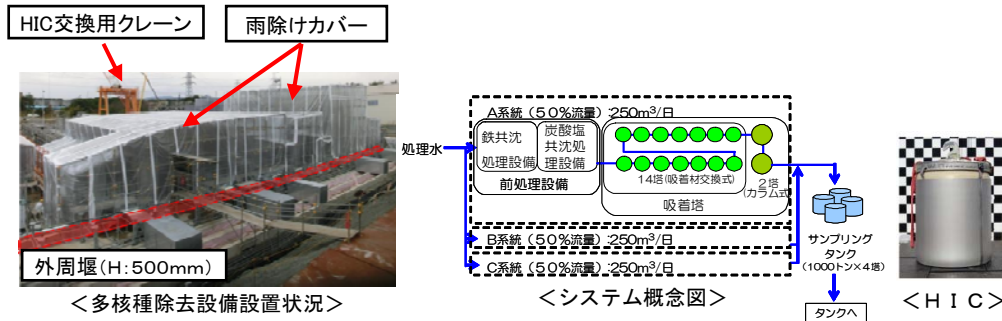 HIC交換用クレーン
雨除けカバー
外周堰(H:500mm)
＜多核種除去設備設置状況＞
A系統(50%流量):250m³/日
処理水
鉄共沈
処理設備
炭酸塩
共沈処
理設備
前処理設備
14塔(吸着材交換式)
2塔
(カラム式)
吸着塔
B系統(50%流量):250m³/日
C系統(50%流量):250m³/日
サンプリング
タンク
(1000トン×4塔)
タンクへ
＜システム概念図＞
＜ＨＩＣ＞